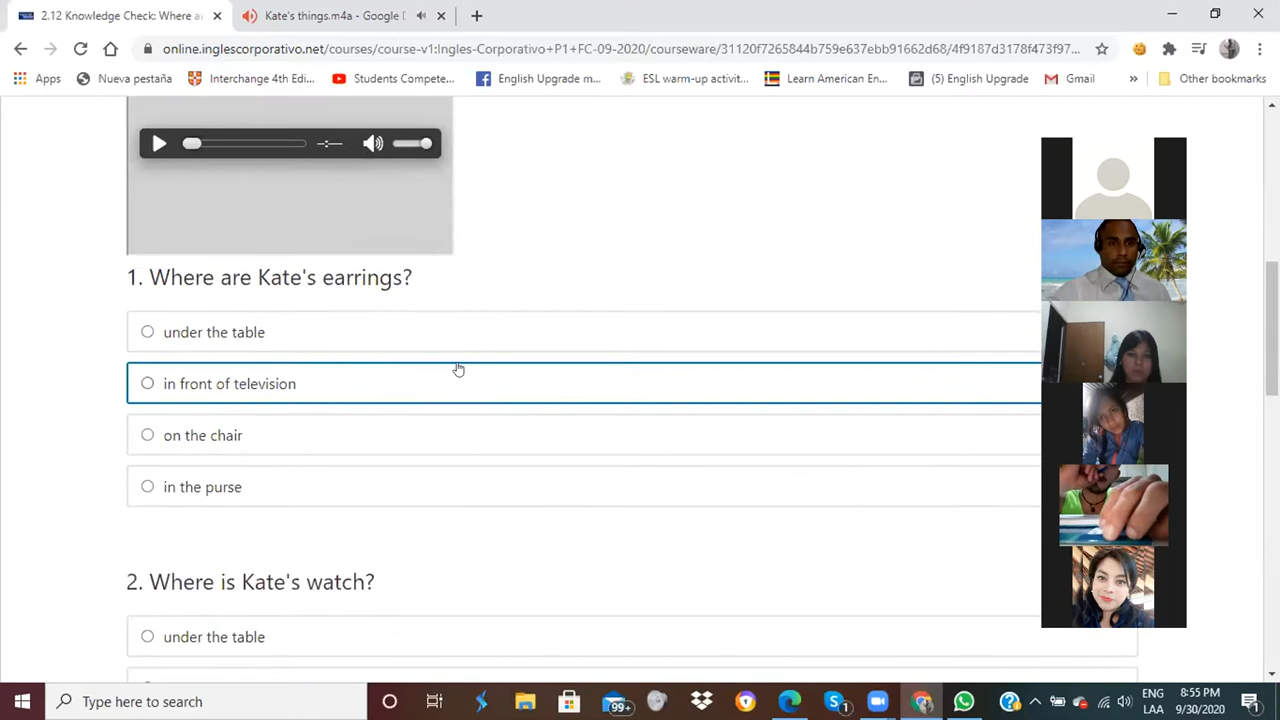 2.12 Knowledge Check: Where a
Kate's things.m4a - Google D
online.inglescorporativo.net/courses/course-v1:Ingles-Corporativo+P1+FC-09-2020/courseware/31120f7265844b759e637ebb91662d68/4f9187d3178f473f97...
Apps
Nueva pestaña
Interchange 4th Edi...
Students Compete...
English Upgrade m...
ESL warm-up activit...
Learn American En...
(5) English Upgrade
Gmail
»
Other bookmarks
1. Where are Kate's earrings?
under the table
in front of television
on the chair
in the purse
2. Where is Kate's watch?
under the table
Type here to search
99+
1
ENG
LAA
8:55 PM
9/30/2020
1